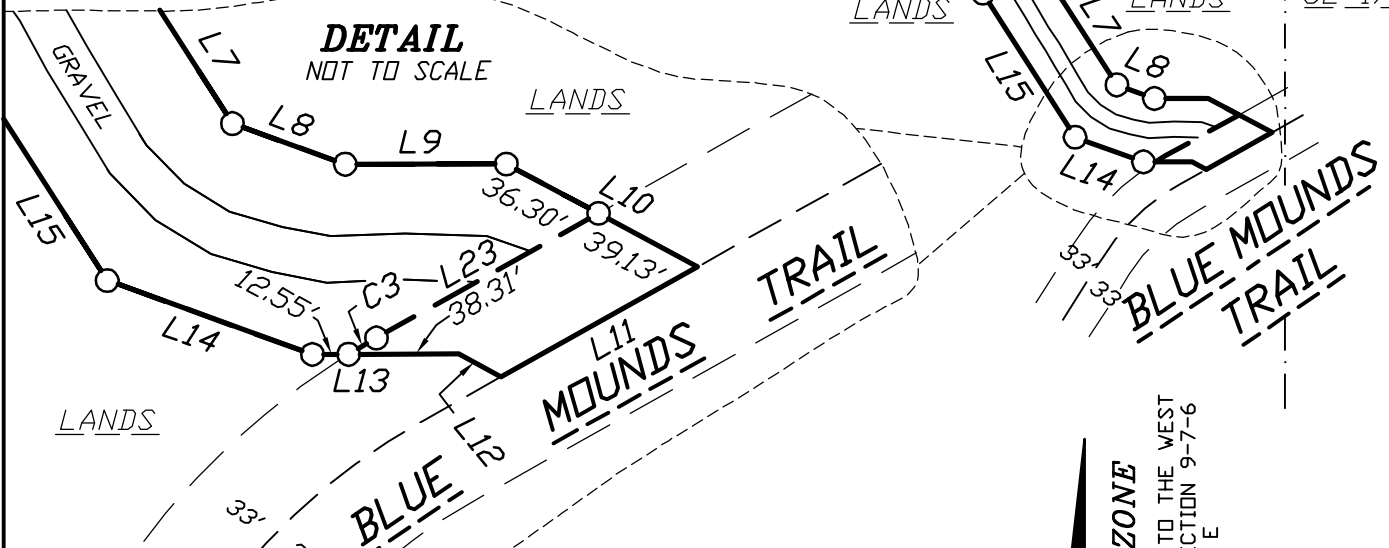 DETAIL
NOT TO SCALE
LANDS
GRAVEL
L7
L8
L9
L10
36.30'
39.13'
L15
L14
12.55'
C3
L23
38.31'
L13
L11
L12
LANDS
BLUE MOUNDS TRAIL
33'
LANDS
LANDS
L7
L8
L15
L14
33'
33'
BLUE MOUNDS
TRAIL
ZONE
TO THE WEST
CTION 9-7-6
E